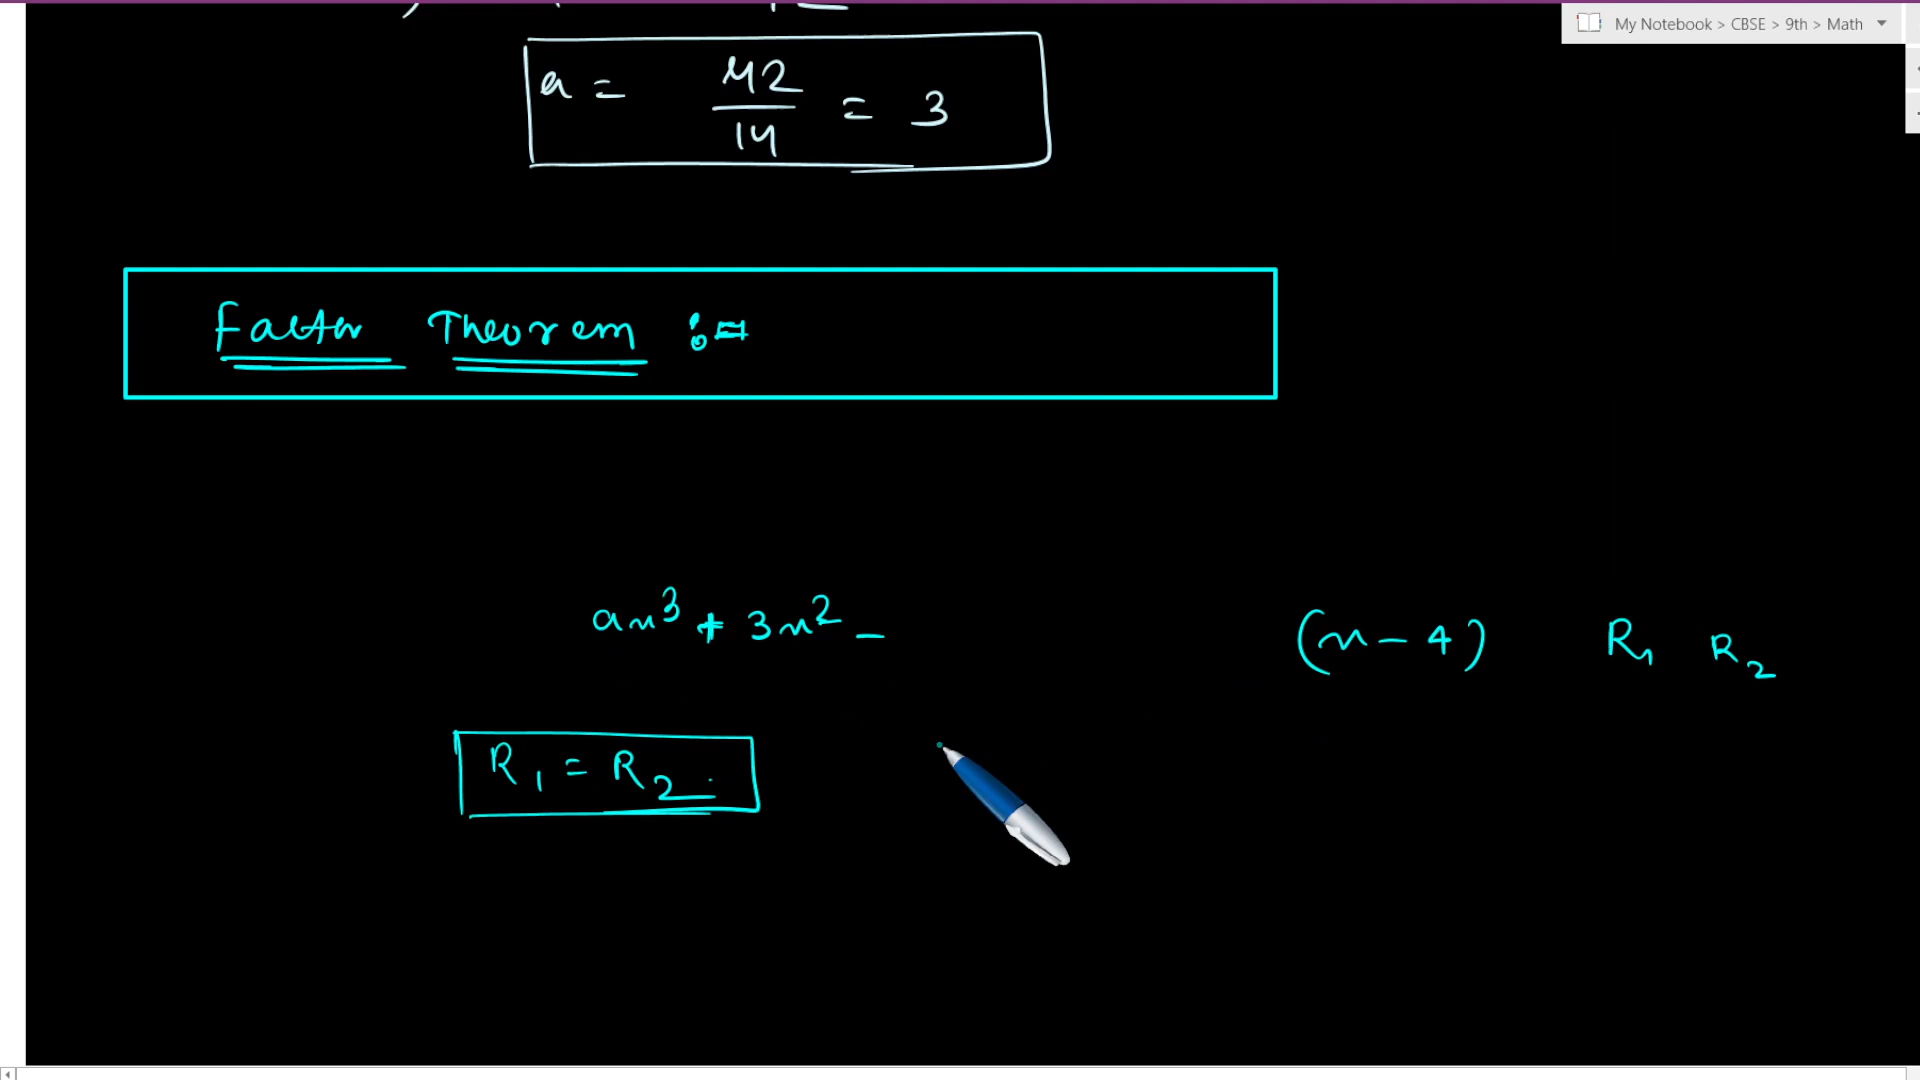 My Notebook > CBSE > 9th > Math
a = 42/14 = 3
Factor Theorem :=
ax³ + 3x² − (x − 4) R₁ R₂
R₁ = R₂.